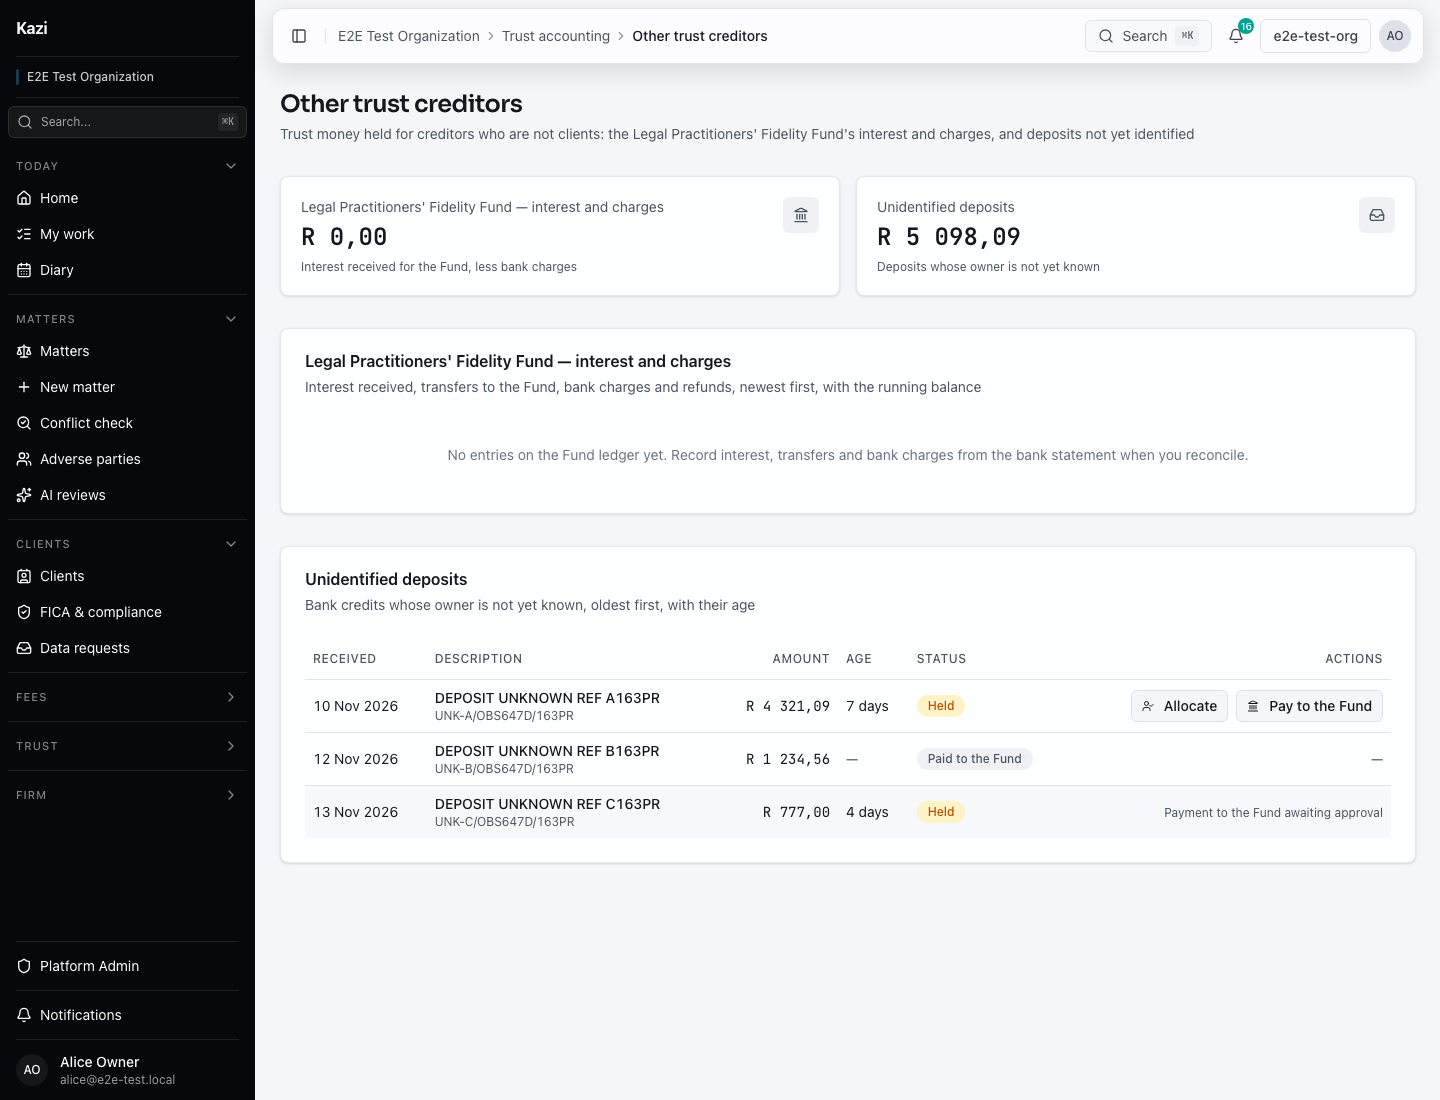 Kazi
E2E Test Organization
Search...
⌘K
TODAY
Home
My work
Diary
MATTERS
Matters
New matter
Conflict check
Adverse parties
AI reviews
CLIENTS
Clients
FICA & compliance
Data requests
FEES
TRUST
FIRM
Platform Admin
Notifications
AO
Alice Owner
alice@e2e-test.local
E2E Test Organization > Trust accounting > Other trust creditors
Search ⌘K
16
e2e-test-org
AO
Other trust creditors
Trust money held for creditors who are not clients: the Legal Practitioners' Fidelity Fund's interest and charges, and deposits not yet identified
Legal Practitioners' Fidelity Fund — interest and charges
R 0,00
Interest received for the Fund, less bank charges
Unidentified deposits
R 5 098,09
Deposits whose owner is not yet known
Legal Practitioners' Fidelity Fund — interest and charges
Interest received, transfers to the Fund, bank charges and refunds, newest first, with the running balance
No entries on the Fund ledger yet. Record interest, transfers and bank charges from the bank statement when you reconcile.
Unidentified deposits
Bank credits whose owner is not yet known, oldest first, with their age
RECEIVED DESCRIPTION AMOUNT AGE STATUS ACTIONS
10 Nov 2026 DEPOSIT UNKNOWN REF A163PR R 4 321,09 7 days Held Allocate Pay to the Fund
UNK-A/OBS647D/163PR
12 Nov 2026 DEPOSIT UNKNOWN REF B163PR R 1 234,56 — Paid to the Fund —
UNK-B/OBS647D/163PR
13 Nov 2026 DEPOSIT UNKNOWN REF C163PR R 777,00 4 days Held Payment to the Fund awaiting approval
UNK-C/OBS647D/163PR